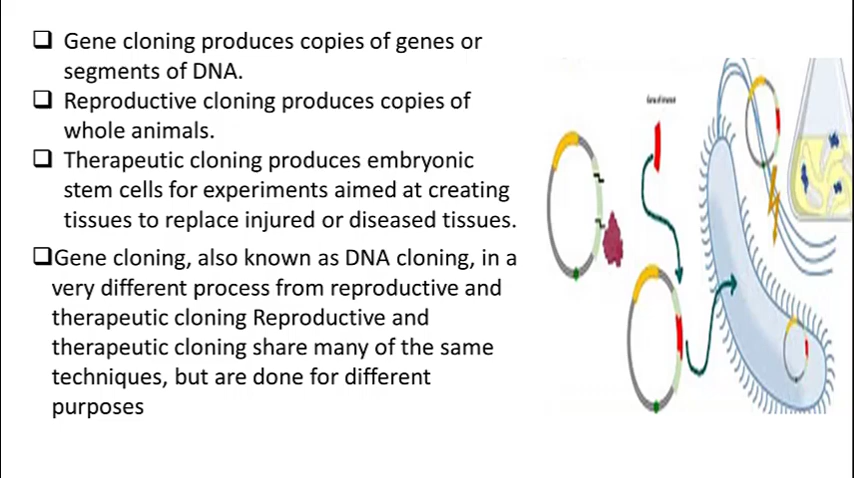 Gene cloning produces copies of genes or
segments of DNA.
Reproductive cloning produces copies of
whole animals.
Therapeutic cloning produces embryonic
stem cells for experiments aimed at creating
tissues to replace injured or diseased tissues.
Gene cloning, also known as DNA cloning, in a
very different process from reproductive and
therapeutic cloning Reproductive and
therapeutic cloning share many of the same
techniques, but are done for different
purposes
Gene of interest